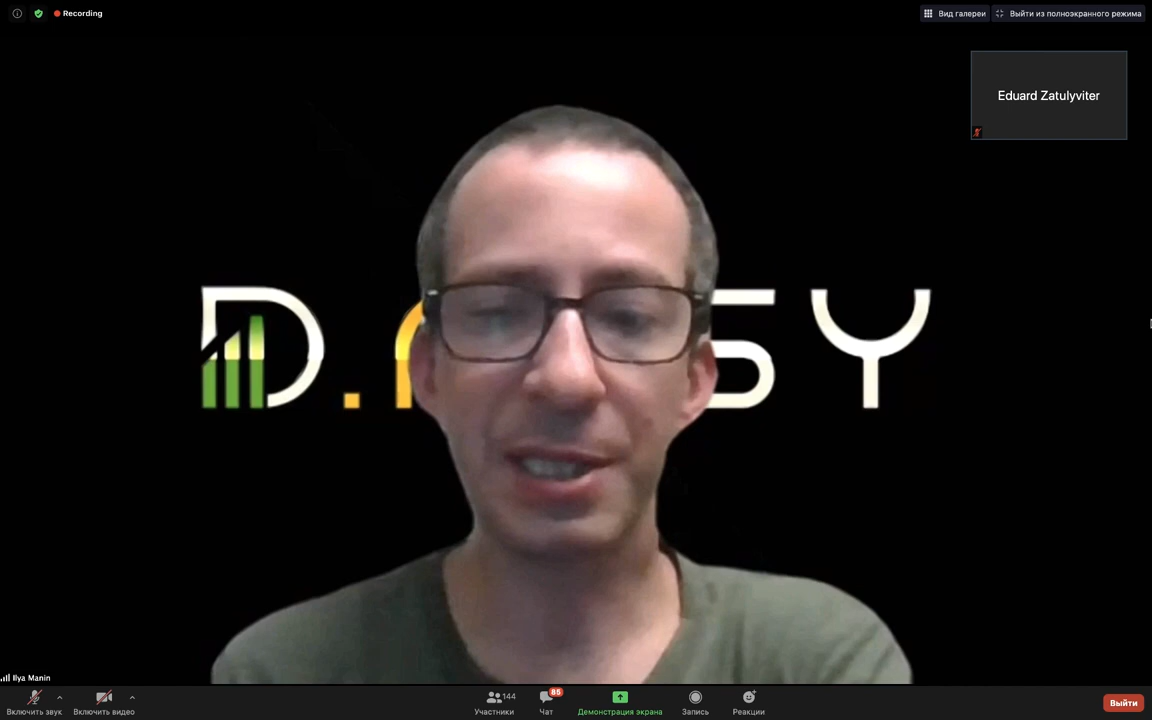 Recording
Вид галереи
Выйти из полноэкранного режима
Eduard Zatulyviter
Ilya Manin
Включить звук
Включить видео
144
Участники
85
Чат
Демонстрация экрана
Запись
Реакции
Выйти